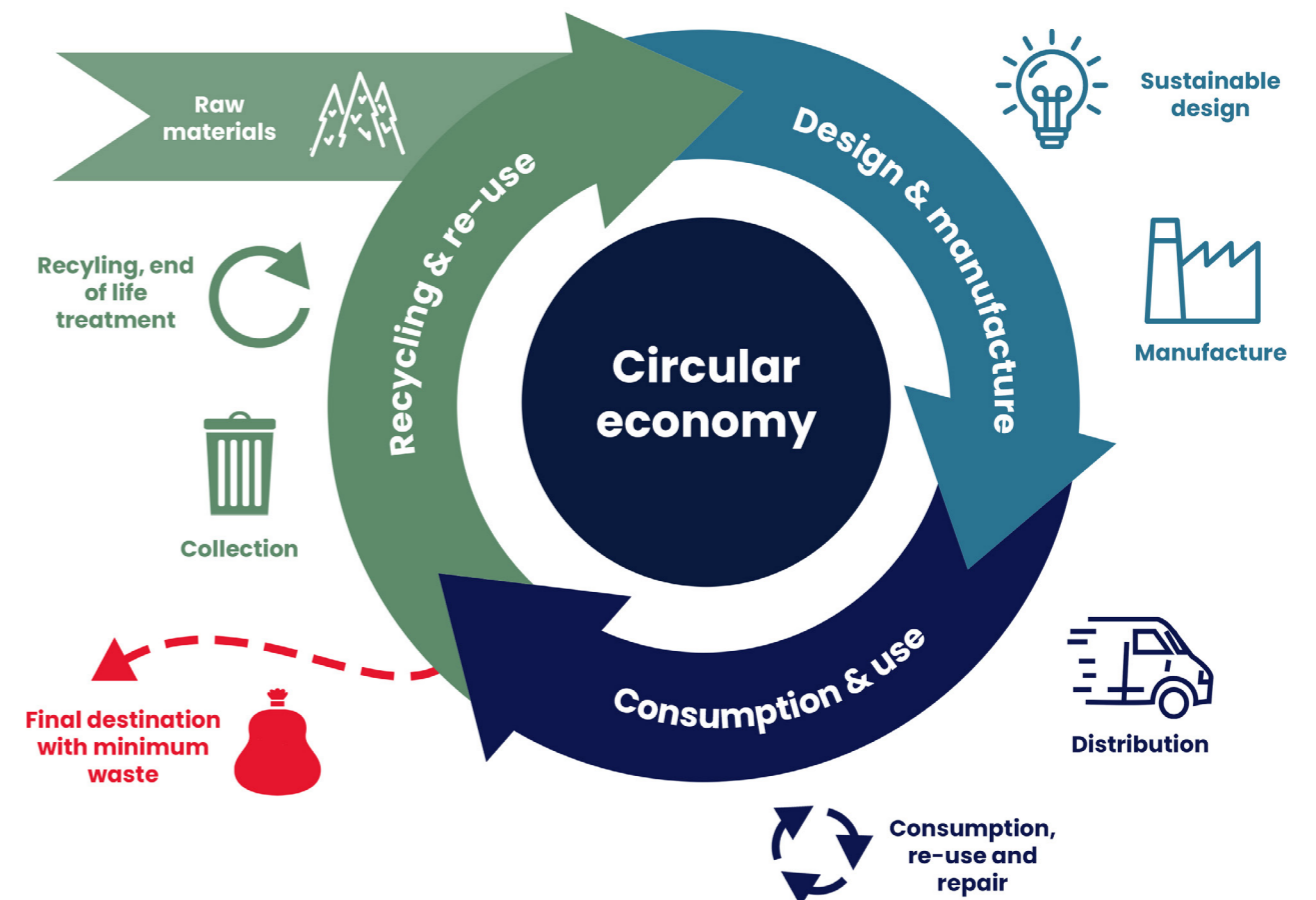 Raw
materials
Recycling & re-use
Design & manufacture
Sustainable
design
Manufacture
Recyling, end
of life
treatment
Circular
economy
Collection
Consumption & use
Distribution
Final destination
with minimum
waste
Consumption,
re-use and
repair